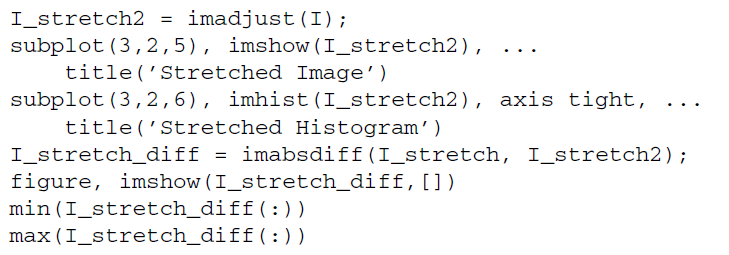 I_stretch2 = imadjust(I);
subplot(3,2,5), imshow(I_stretch2), ...
    title(’Stretched Image’)
subplot(3,2,6), imhist(I_stretch2), axis tight, ...
    title(’Stretched Histogram’)
I_stretch_diff = imabsdiff(I_stretch, I_stretch2);
figure, imshow(I_stretch_diff,[])
min(I_stretch_diff(:))
max(I_stretch_diff(:))